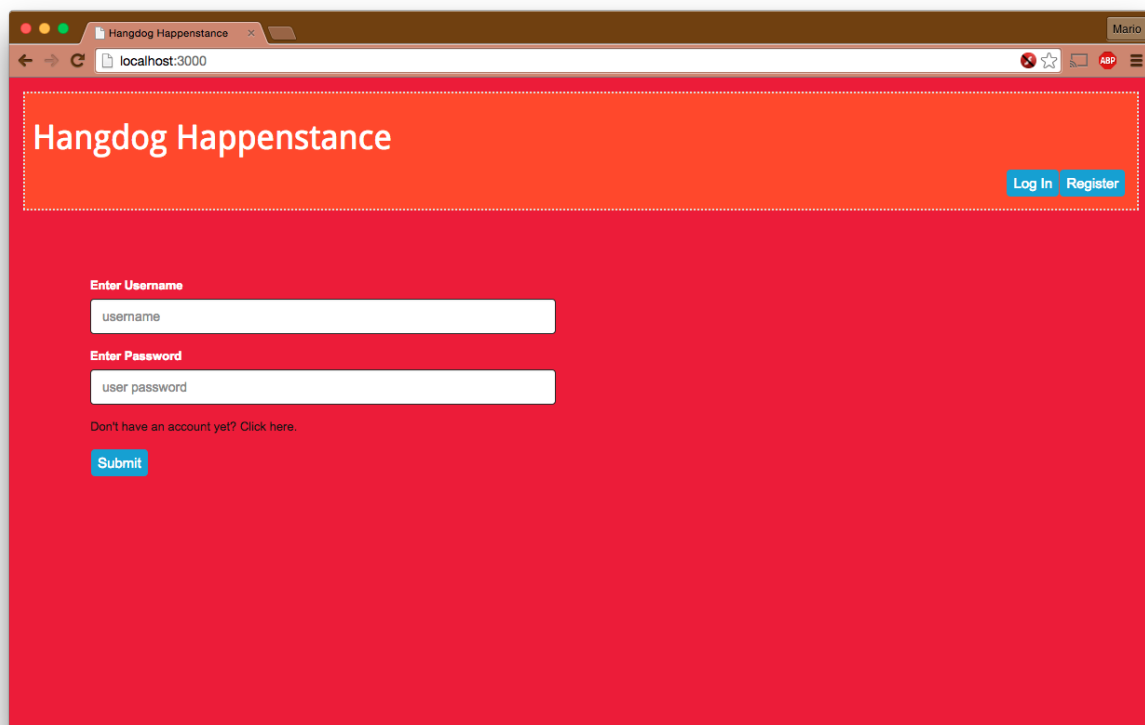 Hangdog Happenstance
Mario
localhost:3000
ABP
Hangdog Happenstance
Log In Register
Enter Username
username
Enter Password
user password
Don't have an account yet? Click here.
Submit